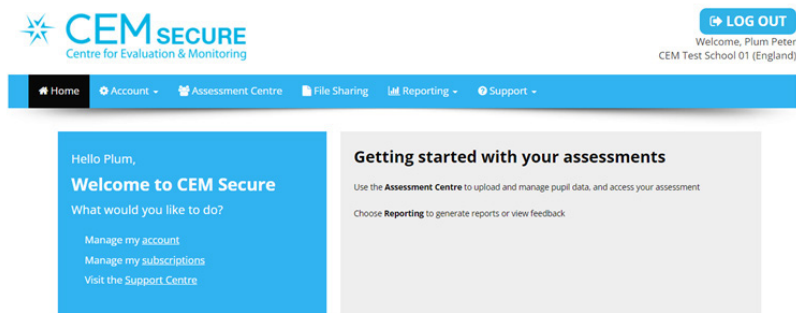 CEM SECURE
Centre for Evaluation & Monitoring
LOG OUT
Welcome, Plum Peter
CEM Test School 01 (England)
Home Account Assessment Centre File Sharing Reporting Support
Hello Plum,
Welcome to CEM Secure
What would you like to do?
Manage my account
Manage my subscriptions
Visit the Support Centre
Getting started with your assessments
Use the Assessment Centre to upload and manage pupil data, and access your assessment
Choose Reporting to generate reports or view feedback